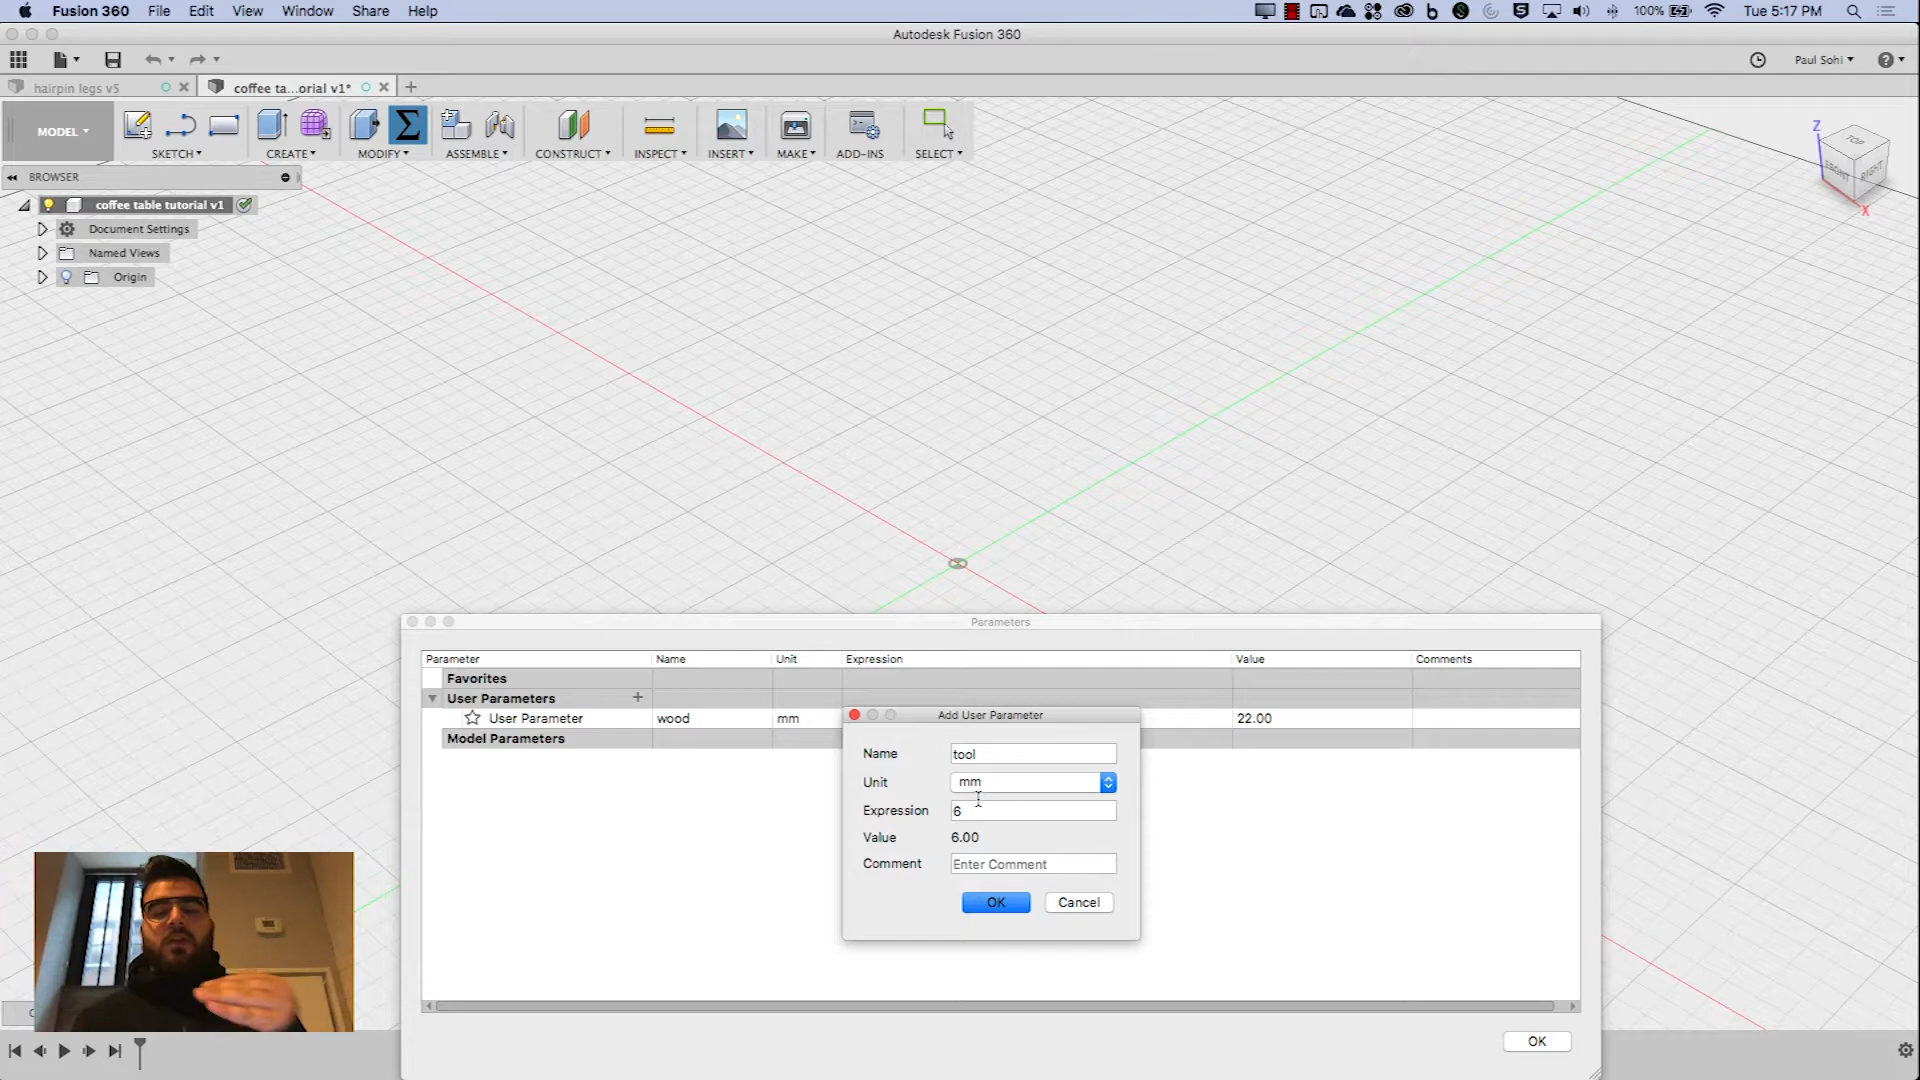 Fusion 360 File Edit View Window Share Help 100% Tue 5:17 PM
Autodesk Fusion 360
Paul Sohi
hairpin legs v5 coffee ta...orial v1*
MODEL
SKETCH CREATE MODIFY ASSEMBLE CONSTRUCT INSPECT INSERT MAKE ADD-INS SELECT
BROWSER
coffee table tutorial v1
Document Settings
Named Views
Origin
Z
TOP
FRONT RIGHT
X
Parameters
Parameter Name Unit Expression Value Comments
Favorites
User Parameters +
User Parameter wood mm 22.00
Model Parameters
Add User Parameter
Name tool
Unit mm
Expression 6
Value 6.00
Comment Enter Comment
OK Cancel
OK